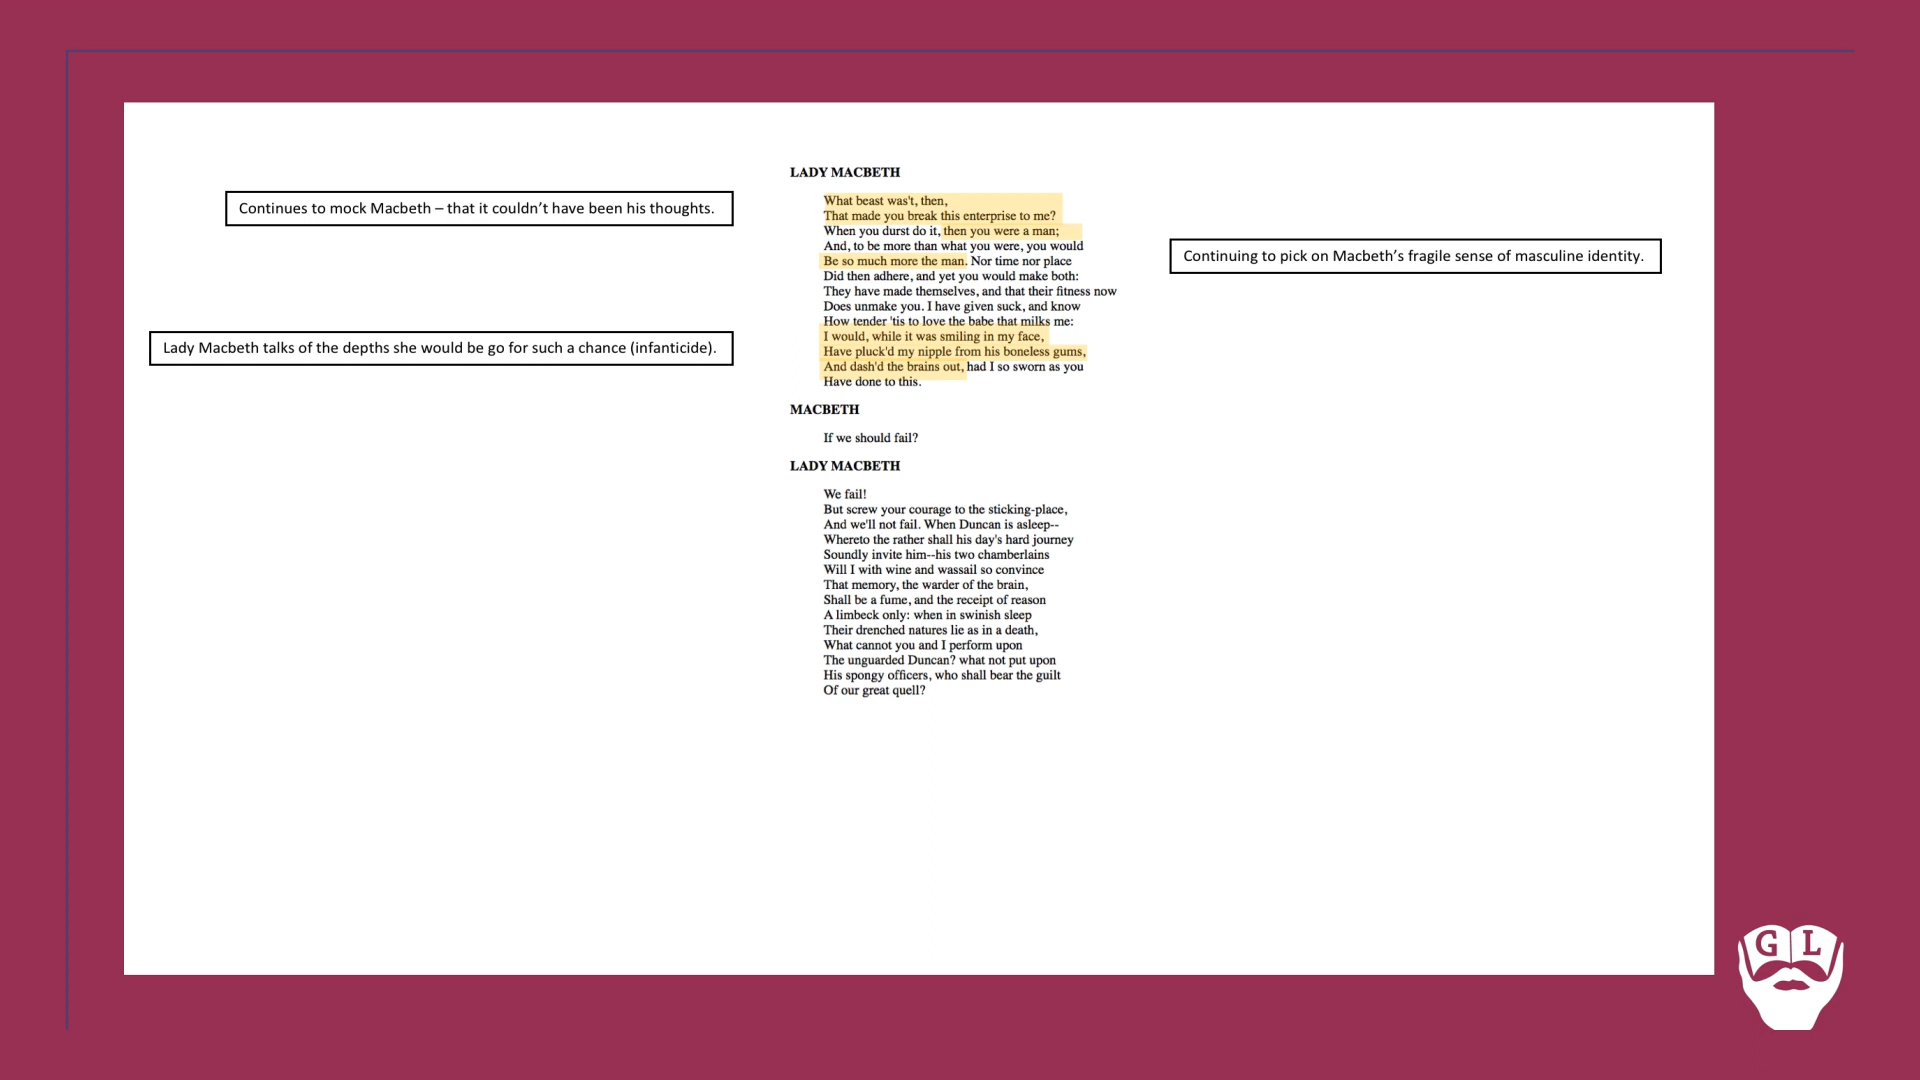 LADY MACBETH
Continues to mock Macbeth – that it couldn’t have been his thoughts.
What beast was't, then,
That made you break this enterprise to me?
When you durst do it, then you were a man;
And, to be more than what you were, you would
Continuing to pick on Macbeth’s fragile sense of masculine identity.
Be so much more the man. Nor time nor place
Did then adhere, and yet you would make both:
They have made themselves, and that their fitness now
Does unmake you. I have given suck, and know
How tender 'tis to love the babe that milks me:
I would, while it was smiling in my face,
Lady Macbeth talks of the depths she would be go for such a chance (infanticide).
Have pluck'd my nipple from his boneless gums,
And dash'd the brains out, had I so sworn as you
Have done to this.
MACBETH
If we should fail?
LADY MACBETH
We fail!
But screw your courage to the sticking-place,
And we'll not fail. When Duncan is asleep--
Whereto the rather shall his day's hard journey
Soundly invite him--his two chamberlains
Will I with wine and wassail so convince
That memory, the warder of the brain,
Shall be a fume, and the receipt of reason
A limbeck only: when in swinish sleep
Their drenched natures lie as in a death,
What cannot you and I perform upon
The unguarded Duncan? what not put upon
His spongy officers, who shall bear the guilt
Of our great quell?
G L